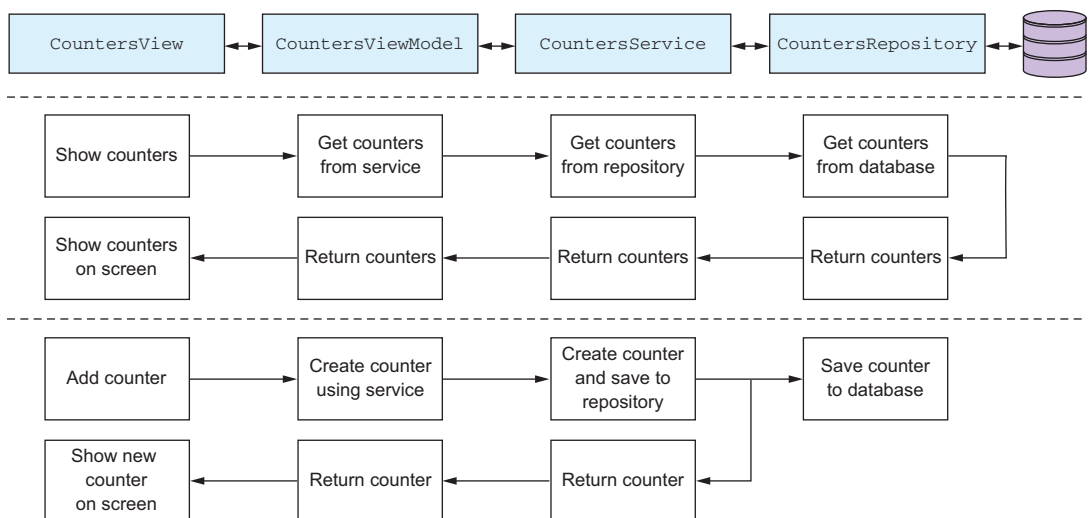 CountersView
CountersViewModel
CountersService
CountersRepository
Show counters
Get counters
from service
Get counters
from repository
Get counters
from database
Show counters
on screen
Return counters
Return counters
Return counters
Add counter
Create counter
using service
Create counter
and save to
repository
Save counter
to database
Show new
counter
on screen
Return counter
Return counter